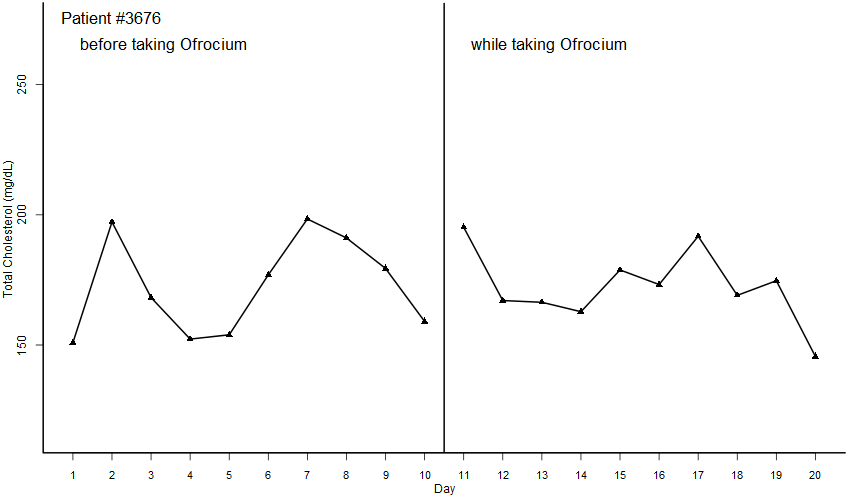 Patient #3676
before taking Ofrocium
while taking Ofrocium
Total Cholesterol (mg/dL)
250
200
150
1 2 3 4 5 6 7 8 9 10 11 12 13 14 15 16 17 18 19 20
Day